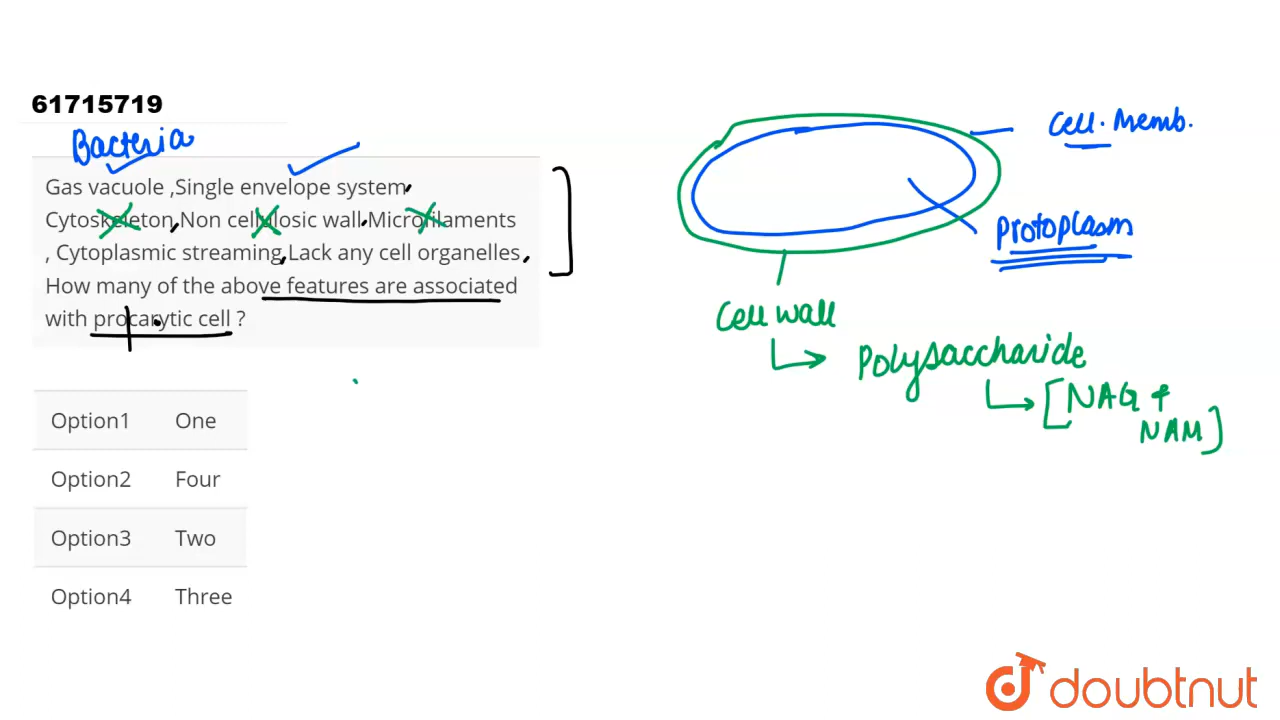 61715719
Bacteria
Gas vacuole ,Single envelope system,
Cytoskeleton,Non cellulosic wall,Microfilaments
, Cytoplasmic streaming,Lack any cell organelles,
How many of the above features are associated
with procarytic cell ?
Option1 One
Option2 Four
Option3 Two
Option4 Three
Cell. Memb.
Protoplasm
Cell wall
Polysaccharide
[NAG +
NAM]
doubtnut